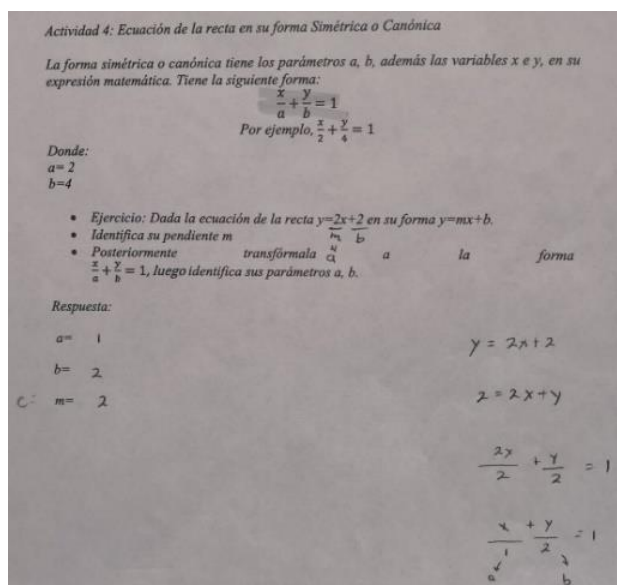 Actividad 4: Ecuación de la recta en su forma Simétrica o Canónica
La forma simétrica o canónica tiene los parámetros a, b, además las variables x e y, en su
expresión matemática. Tiene la siguiente forma:
x/a + y/b = 1
Por ejemplo, x/2 + y/4 = 1
Donde:
a= 2
b=4
• Ejercicio: Dada la ecuación de la recta y=2x+2 en su forma y=mx+b.
m b
• Identifica su pendiente m
• Posteriormente transfórmala a la forma
a
x/a + y/b = 1, luego identifica sus parámetros a, b.
Respuesta:
a= 1
b= 2
c: m= 2
y = 2x+2
2 = 2x+y
2x/2 + y/2 = 1
x/1 + y/2 = 1
a b